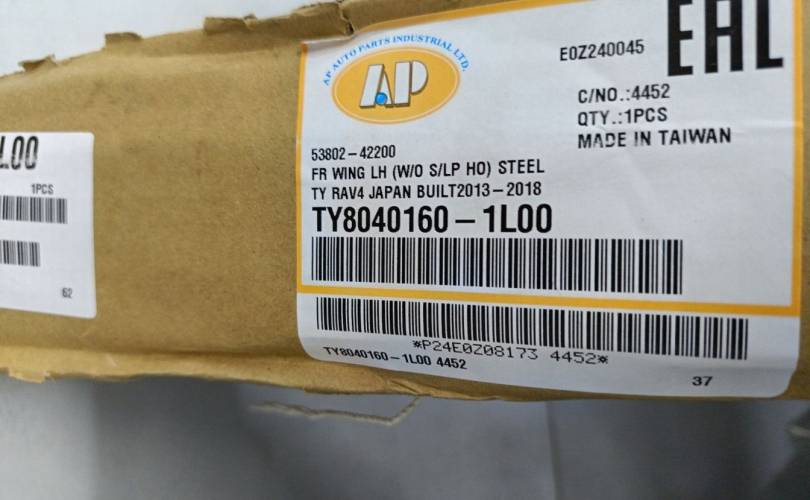 L00
1PCS
62
AP AUTO PARTS INDUSTRIAL LTD.
AP
E0Z240045
EAC
C/NO.:4452
QTY.:1PCS
MADE IN TAIWAN
53802-42200
FR WING LH (W/O S/LP HO) STEEL
TY RAV4 JAPAN BUILT2013-2018
TY8040160-1L00
*P24E0Z08173 4452*
TY8040160-1L00 4452
37